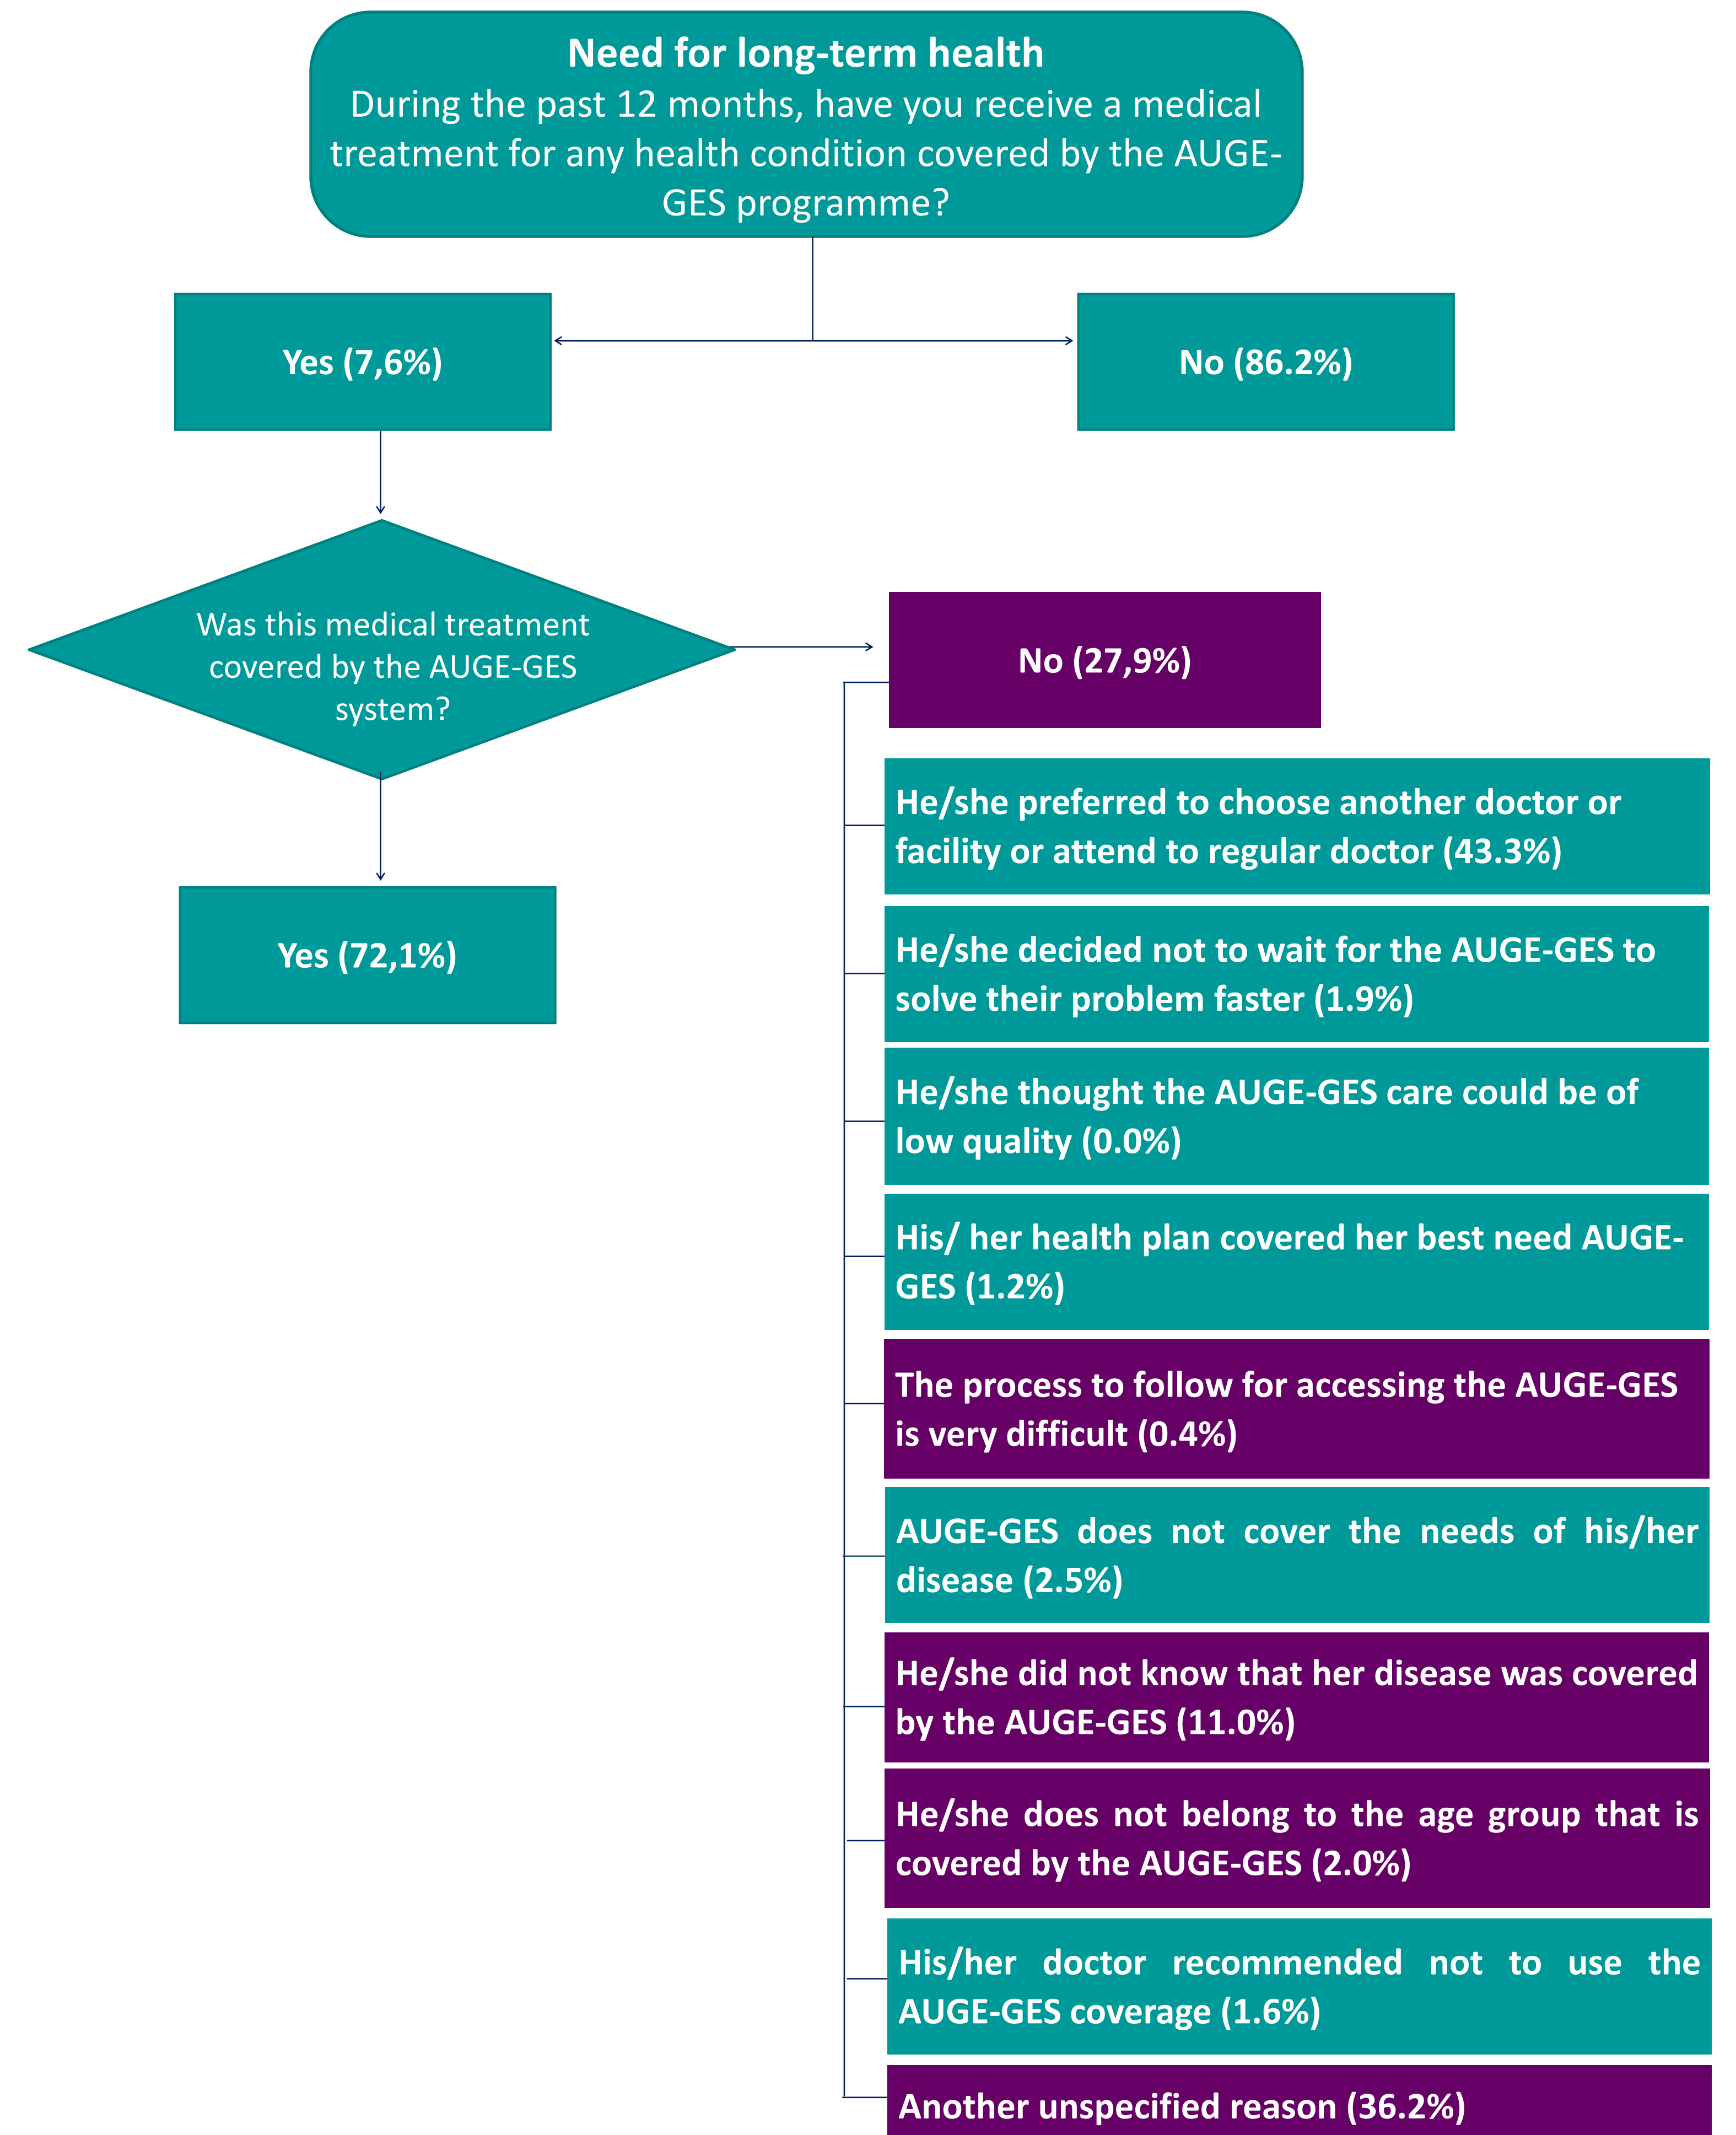 Need for long-term health
During the past 12 months, have you receive a medical
treatment for any health condition covered by the AUGE-
GES programme?
Yes (7,6%)
No (86.2%)
Was this medical treatment
covered by the AUGE-GES
system?
No (27,9%)
Yes (72,1%)
He/she preferred to choose another doctor or
facility or attend to regular doctor (43.3%)
He/she decided not to wait for the AUGE-GES to
solve their problem faster (1.9%)
He/she thought the AUGE-GES care could be of
low quality (0.0%)
His/ her health plan covered her best need AUGE-
GES (1.2%)
The process to follow for accessing the AUGE-GES
is very difficult (0.4%)
AUGE-GES does not cover the needs of his/her
disease (2.5%)
He/she did not know that her disease was covered
by the AUGE-GES (11.0%)
He/she does not belong to the age group that is
covered by the AUGE-GES (2.0%)
His/her doctor recommended not to use the
AUGE-GES coverage (1.6%)
Another unspecified reason (36.2%)